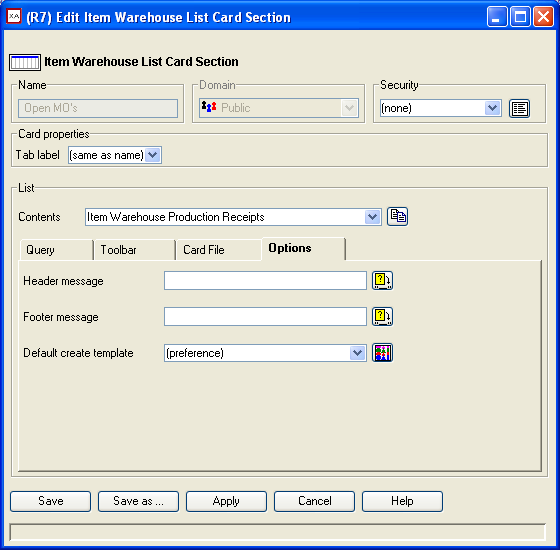 XA (R7) Edit Item Warehouse List Card Section
Item Warehouse List Card Section
Name
Domain
Security
Open MO's
Public
(none)
Card properties
Tab label (same as name)
List
Contents Item Warehouse Production Receipts
Query Toolbar Card File Options
Header message
Footer message
Default create template (preference)
Save Save as ... Apply Cancel Help